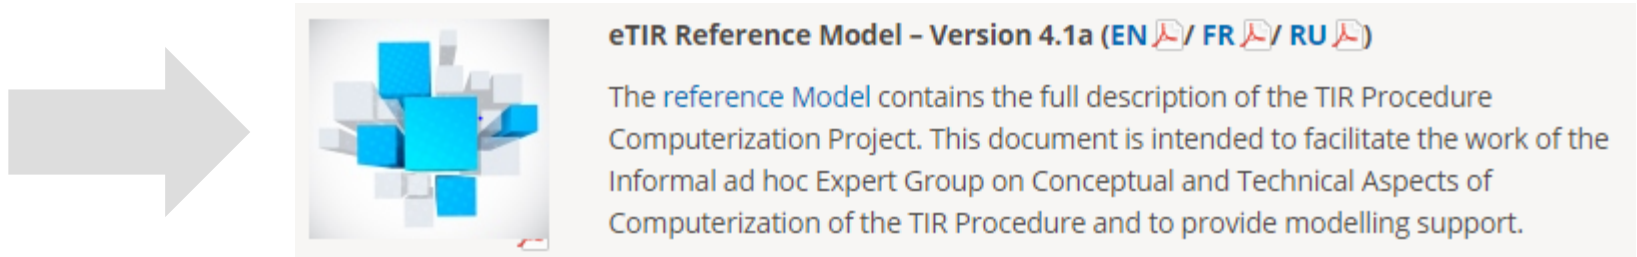 eTIR Reference Model – Version 4.1a (EN / FR / RU )
The reference Model contains the full description of the TIR Procedure
Computerization Project. This document is intended to facilitate the work of the
Informal ad hoc Expert Group on Conceptual and Technical Aspects of
Computerization of the TIR Procedure and to provide modelling support.